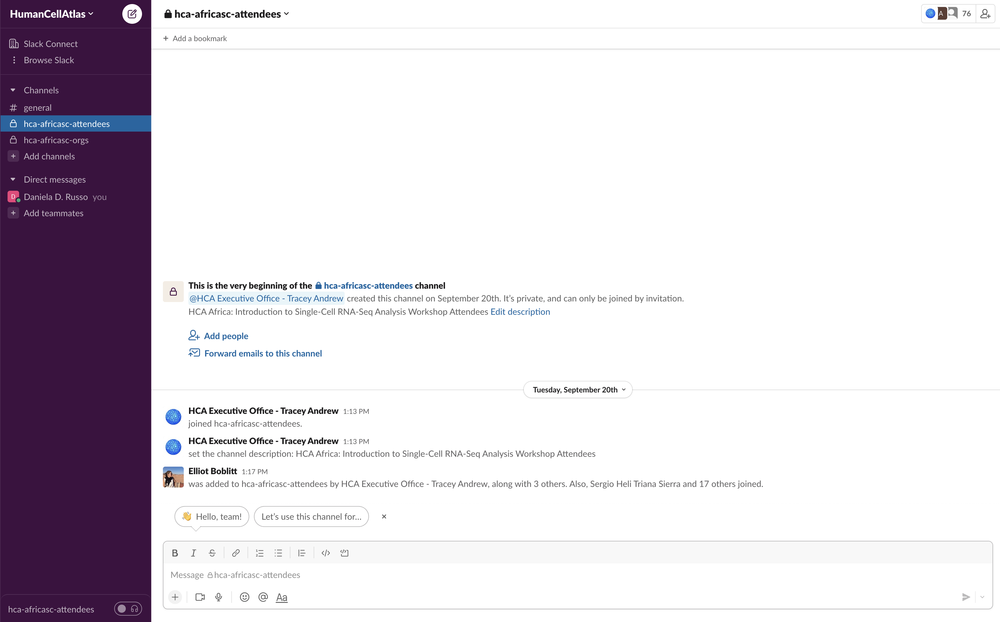 HumanCellAtlas
Slack Connect
Browse Slack
Channels
# general
hca-africasc-attendees
hca-africasc-orgs
+ Add channels
Direct messages
D Daniela D. Russo you
+ Add teammates
hca-africasc-attendees
hca-africasc-attendees
A 76
+ Add a bookmark
This is the very beginning of the hca-africasc-attendees channel
@HCA Executive Office - Tracey Andrew created this channel on September 20th. It’s private, and can only be joined by invitation.
HCA Africa: Introduction to Single-Cell RNA-Seq Analysis Workshop Attendees Edit description
Add people
Forward emails to this channel
Tuesday, September 20th
HCA Executive Office - Tracey Andrew 1:13 PM
joined hca-africasc-attendees.
HCA Executive Office - Tracey Andrew 1:13 PM
set the channel description: HCA Africa: Introduction to Single-Cell RNA-Seq Analysis Workshop Attendees
Elliot Boblitt 1:17 PM
was added to hca-africasc-attendees by HCA Executive Office - Tracey Andrew, along with 3 others. Also, Sergio Heli Triana Sierra and 17 others joined.
👋 Hello, team! Let’s use this channel for... ×
B I S </>
Message hca-africasc-attendees
+ @ Aa